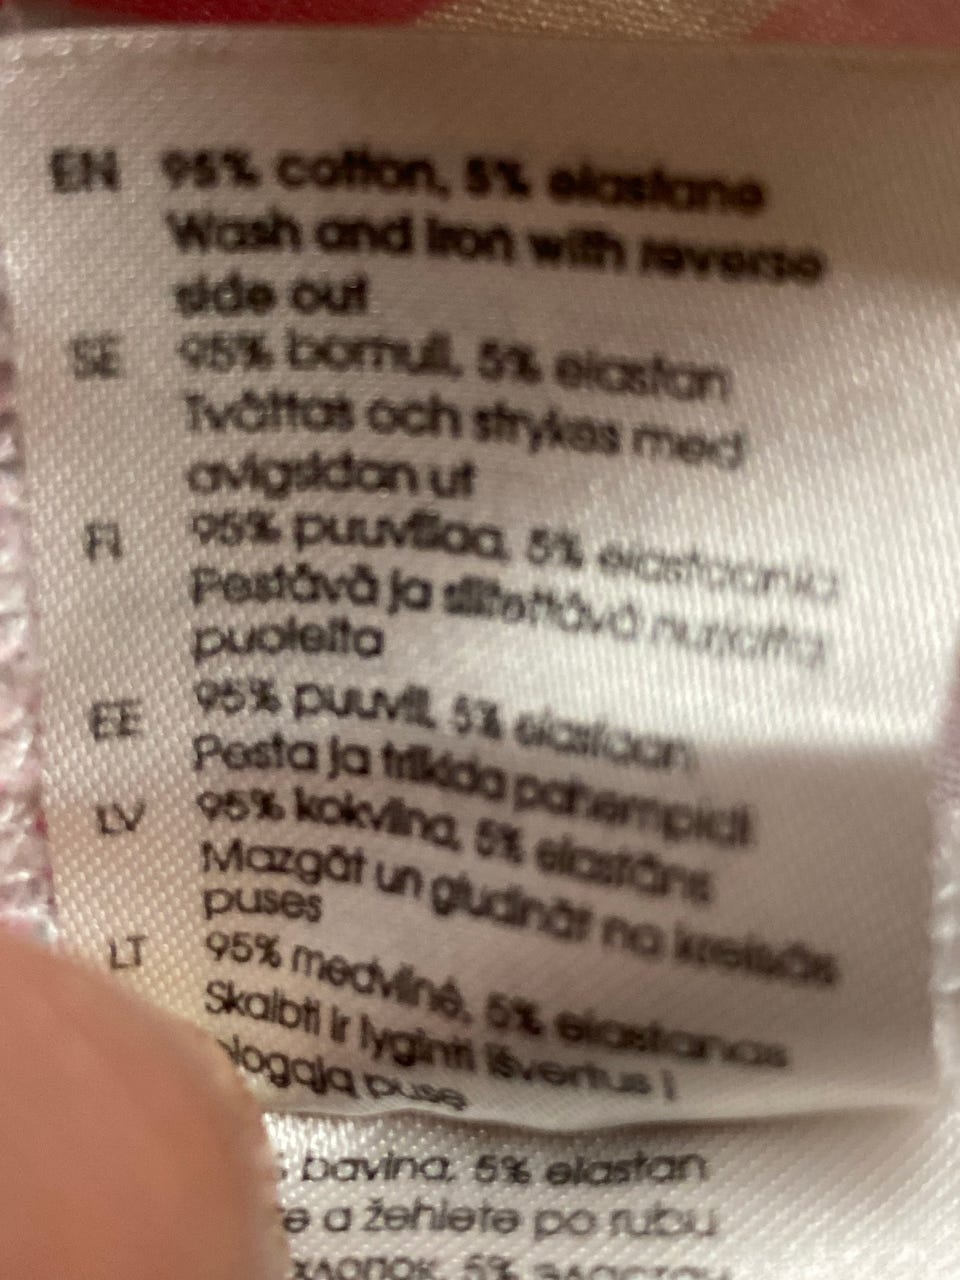 EN 95% cotton, 5% elastane
Wash and iron with reverse
side out
SE 95% bomull, 5% elastan
Tvättas och strykes med
avigsidan ut
FI 95% puuvillaa, 5% elastaania
Pestävä ja silitettävä nurjalta
puolelta
EE 95% puuvill, 5% elastaan
Pesta ja triikida pahempidi
LV 95% kokvilna, 5% elastāns
Mazgāt un gludināt no kreisās
puses
LT 95% medvilnė, 5% elastanas
Skalbti ir lyginti išvertus į
blogąją pusę
bavlna, 5% elastan
e a žehlete po rubu
хлопок, 5% эластан